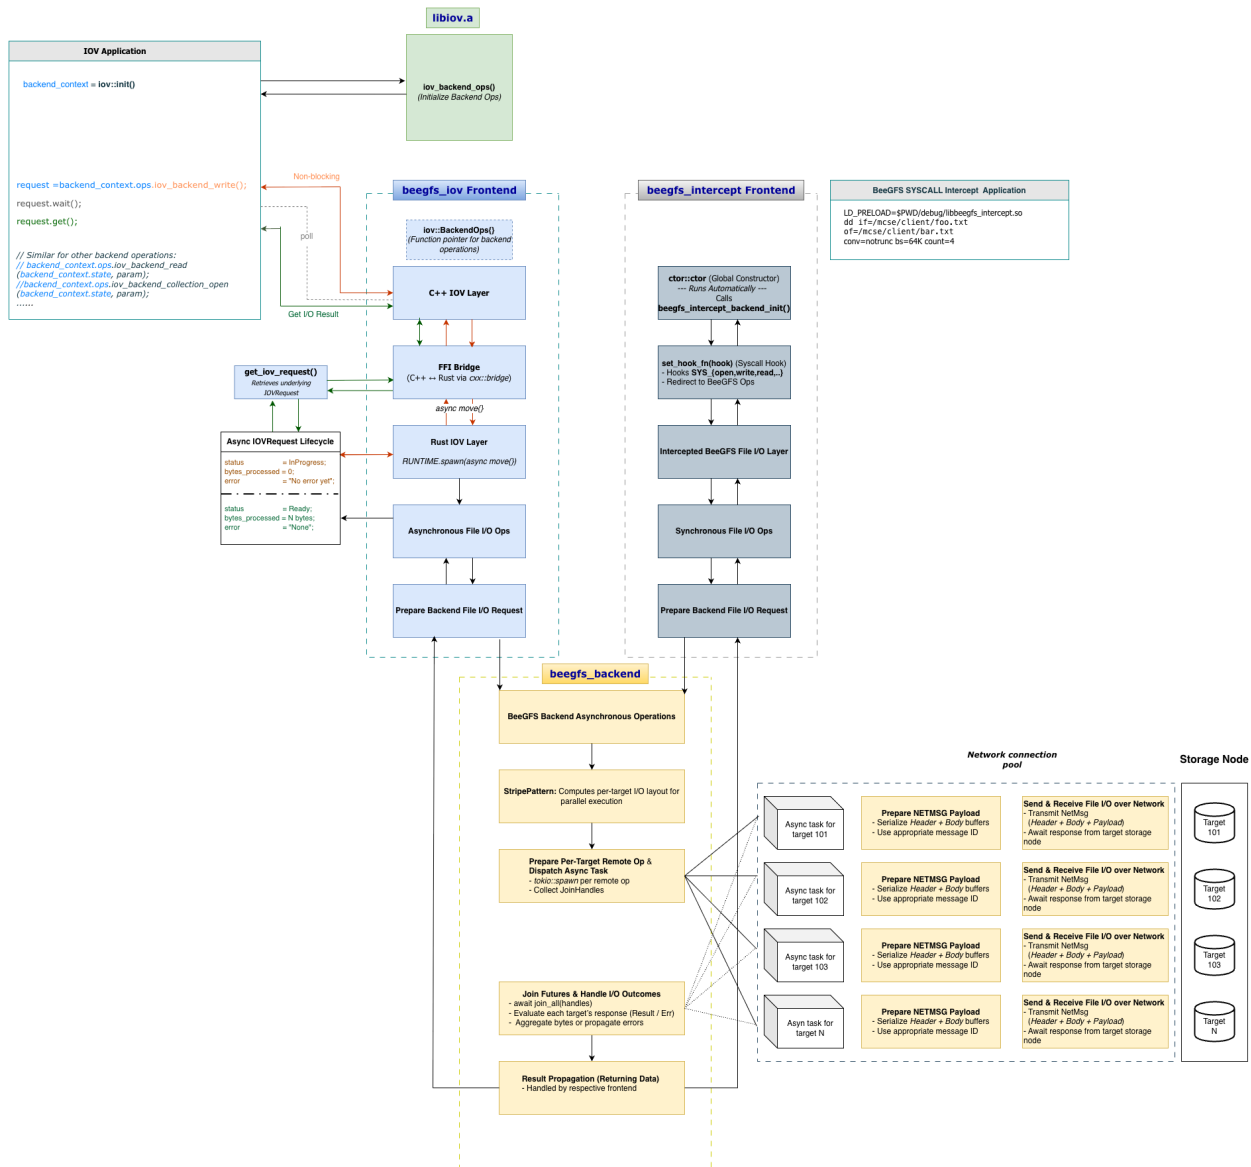 libiov.a
IOV Application
backend_context = iov::init()
iov_backend_ops()
(Initialize Backend Ops)
request =backend_context.ops.iov_backend_write();
request.wait();
request.get();
// Similar for other backend operations:
// backend_context.ops.iov_backend_read
(backend_context.state, param);
//backend_context.ops.iov_backend_collection_open
(backend_context.state, param);
......
Non-blocking
poll
Get I/O Result
beegfs_iov Frontend
iov::BackendOps()
(Function pointer for backend
operations)
C++ IOV Layer
FFI Bridge
(C++ ↔ Rust via cxx::bridge)
async move{}
Rust IOV Layer
RUNTIME.spawn(async move{})
Asynchronous File I/O Ops
Prepare Backend File I/O Request
get_iov_request()
Retrieves underlying
IOVRequest
Async IOVRequest Lifecycle
status = InProgress;
bytes_processed = 0;
error = "No error yet";
status = Ready;
bytes_processed = N bytes;
error = "None";
beegfs_intercept Frontend
ctor::ctor (Global Constructor)
--- Runs Automatically ---
Calls
beegfs_intercept_backend_init()
set_hook_fn(hook) (Syscall Hook)
- Hooks SYS_{open,write,read,..}
- Redirect to BeeGFS Ops
Intercepted BeeGFS File I/O Layer
Synchronous File I/O Ops
Prepare Backend File I/O Request
BeeGFS SYSCALL Intercept Application
LD_PRELOAD=$PWD/debug/libbeegfs_intercept.so
dd if=/mcse/client/foo.txt
of=/mcse/client/bar.txt
conv=notrunc bs=64K count=4
beegfs_backend
BeeGFS Backend Asynchronous Operations
StripePattern: Computes per-target I/O layout for
parallel execution
Prepare Per-Target Remote Op &
Dispatch Async Task
- tokio::spawn per remote op
- Collect JoinHandles
Join Futures & Handle I/O Outcomes
- await join_all(handles)
- Evaluate each target's response (Result / Err)
- Aggregate bytes or propagate errors
Result Propagation (Returning Data)
- Handled by respective frontend
Network connection
pool
Storage Node
Async task for
target 101
Prepare NETMSG Payload
- Serialize Header + Body buffers
- Use appropriate message ID
Send & Receive File I/O over Network
- Transmit NetMsg
(Header + Body + Payload)
- Await response from target storage
node
Target
101
Aync task for
target 102
Prepare NETMSG Payload
- Serialize Header + Body buffers
- Use appropriate message ID
Send & Receive File I/O over Network
- Transmit NetMsg
(Header + Body + Payload)
- Await response from target storage
node
Target
102
Aync task for
target 103
Prepare NETMSG Payload
- Serialize Header + Body buffers
- Use appropriate message ID
Send & Receive File I/O over Network
- Transmit NetMsg
(Header + Body + Payload)
- Await response from target storage
node
Target
103
Asyn task for
target N
Prepare NETMSG Payload
- Serialize Header + Body buffers
- Use appropriate message ID
Send & Receive File I/O over Network
- Transmit NetMsg
(Header + Body + Payload)
- Await response from target storage
node
Target
N